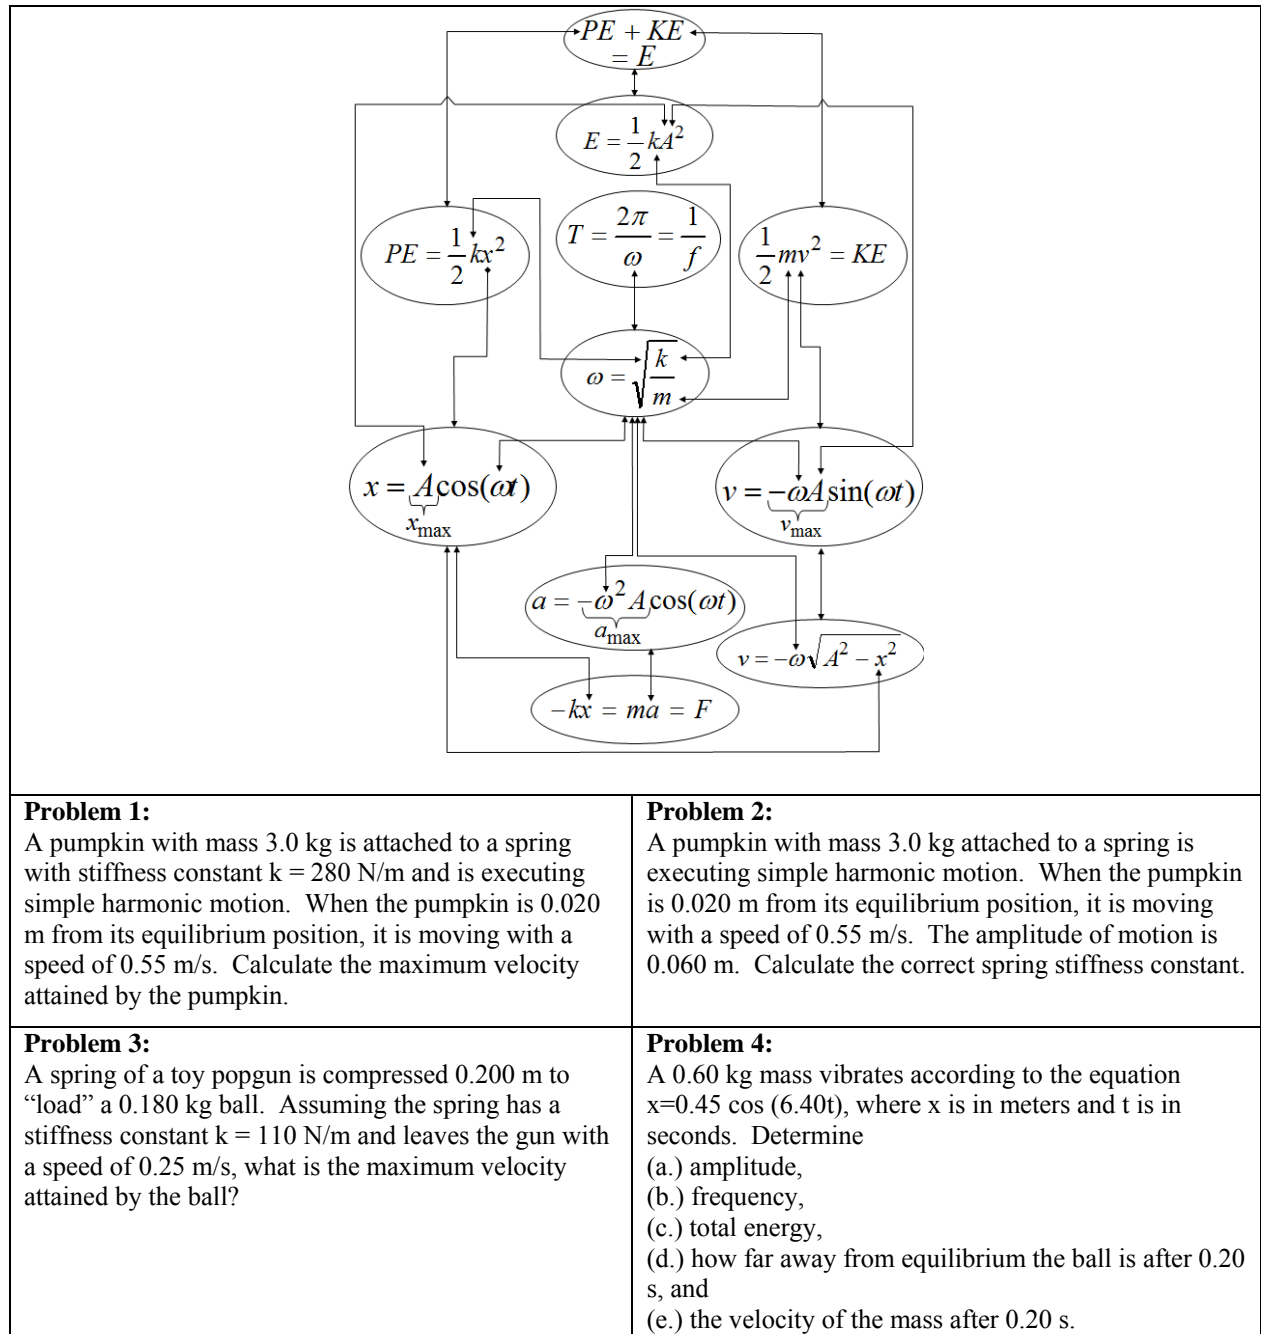 PE + KE
= E
E = 1/2 kA²
PE = 1/2 kx²
T = 2π/ω = 1/f
1/2 mv² = KE
ω = √(k/m)
x = A cos(ωt)
x max
v = −ωA sin(ωt)
v max
a = −ω² A cos(ωt)
a max
v = −ω√(A² − x²)
−kx = ma = F
Problem 1:
A pumpkin with mass 3.0 kg is attached to a spring
with stiffness constant k = 280 N/m and is executing
simple harmonic motion. When the pumpkin is 0.020
m from its equilibrium position, it is moving with a
speed of 0.55 m/s. Calculate the maximum velocity
attained by the pumpkin.
Problem 2:
A pumpkin with mass 3.0 kg attached to a spring is
executing simple harmonic motion. When the pumpkin
is 0.020 m from its equilibrium position, it is moving
with a speed of 0.55 m/s. The amplitude of motion is
0.060 m. Calculate the correct spring stiffness constant.
Problem 3:
A spring of a toy popgun is compressed 0.200 m to
“load” a 0.180 kg ball. Assuming the spring has a
stiffness constant k = 110 N/m and leaves the gun with
a speed of 0.25 m/s, what is the maximum velocity
attained by the ball?
Problem 4:
A 0.60 kg mass vibrates according to the equation
x=0.45 cos (6.40t), where x is in meters and t is in
seconds. Determine
(a.) amplitude,
(b.) frequency,
(c.) total energy,
(d.) how far away from equilibrium the ball is after 0.20
s, and
(e.) the velocity of the mass after 0.20 s.